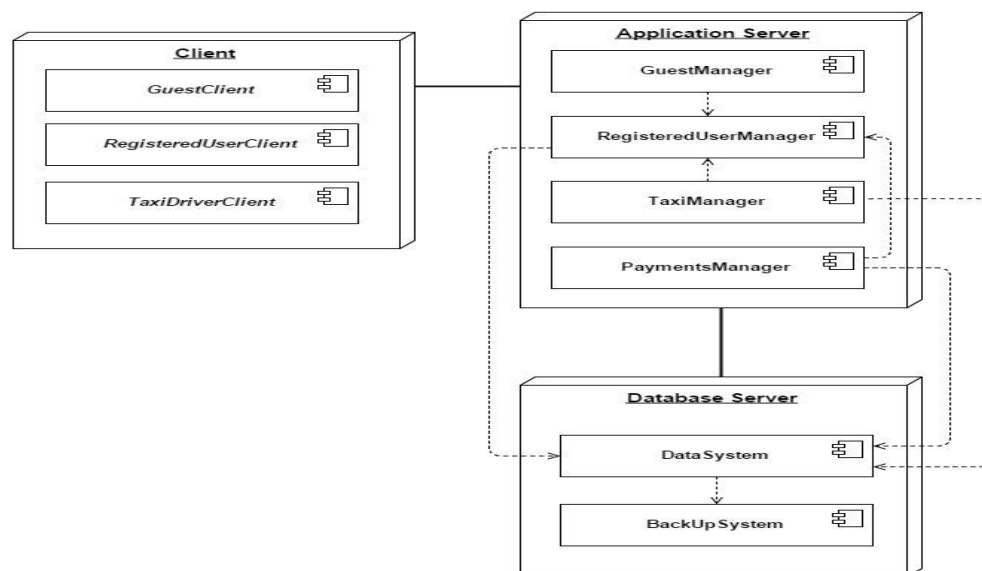 Client
GuestClient
RegisteredUserClient
TaxiDriverClient
Application Server
GuestManager
RegisteredUserManager
TaxiManager
PaymentsManager
Database Server
DataSystem
BackUpSystem